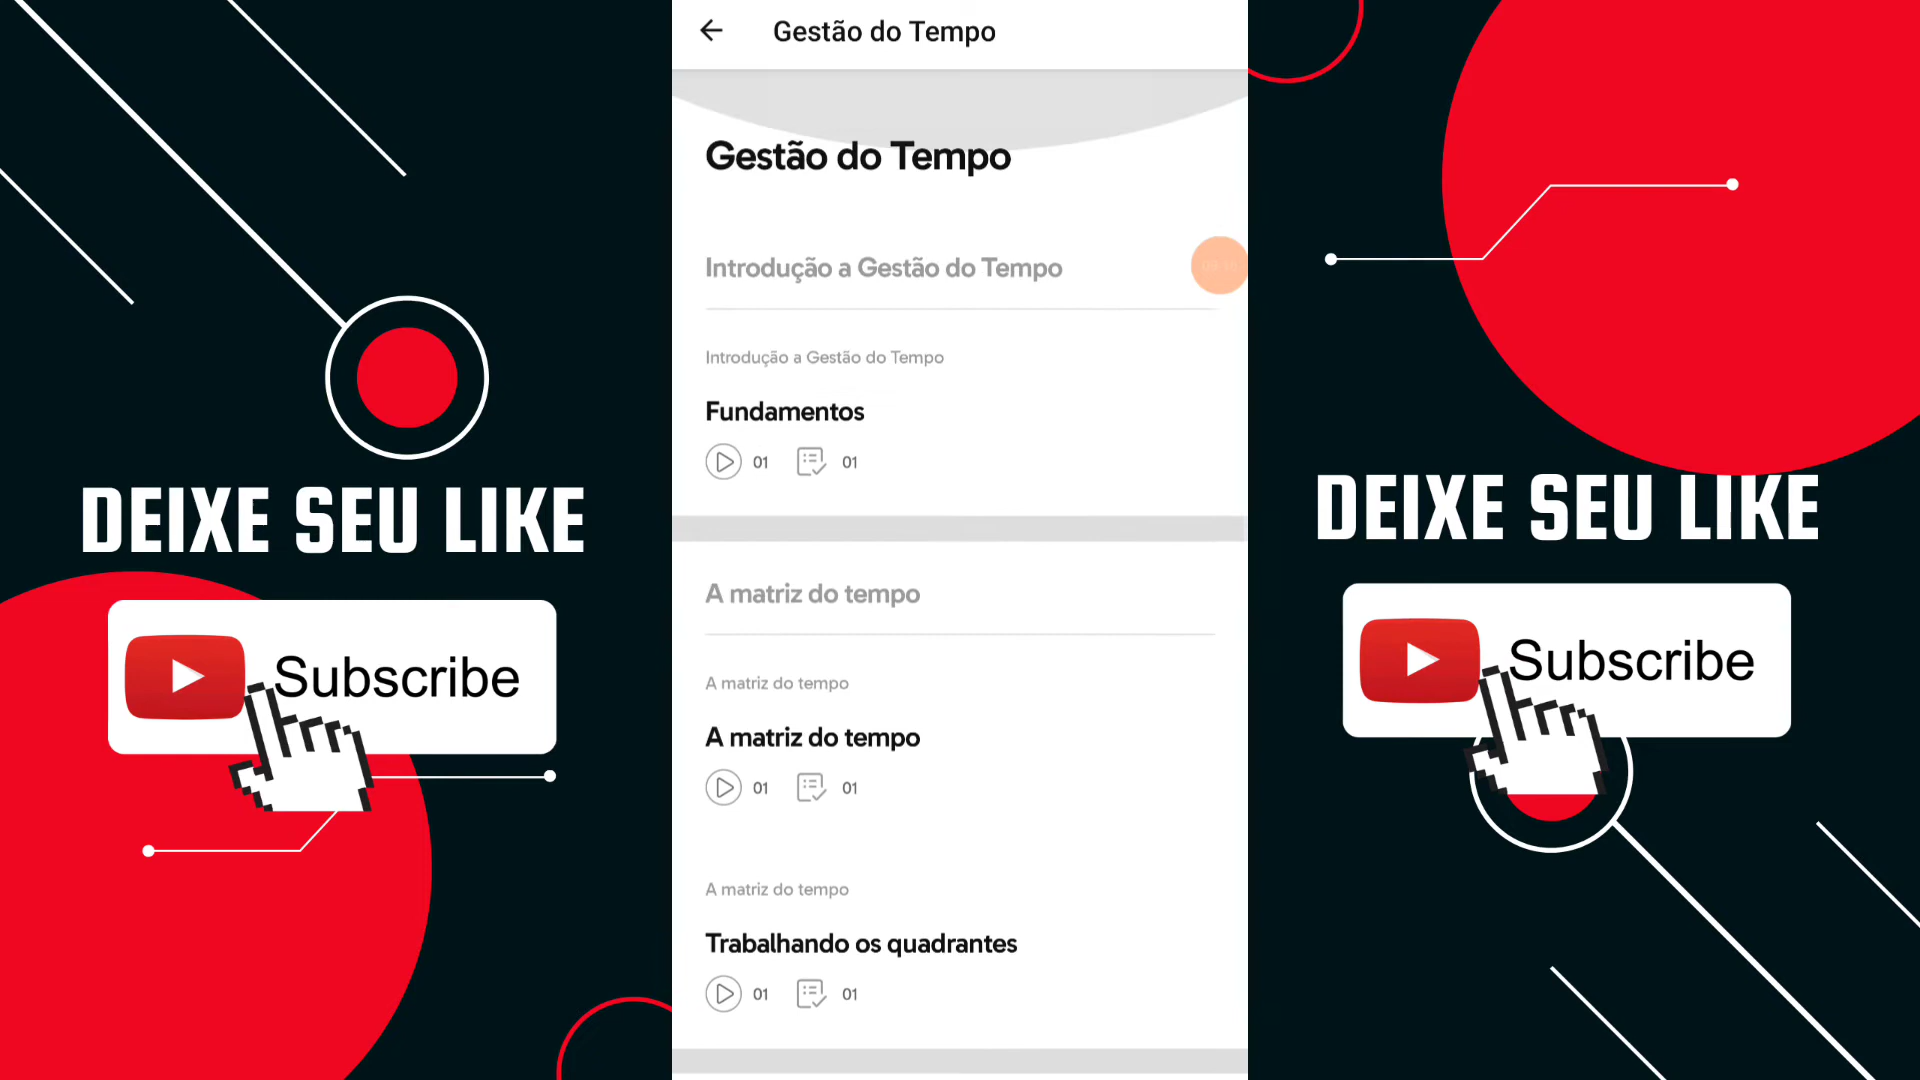 Gestão do Tempo
Gestão do Tempo
Introdução a Gestão do Tempo
Introdução a Gestão do Tempo
Fundamentos
01 01
A matriz do tempo
A matriz do tempo
A matriz do tempo
01 01
A matriz do tempo
Trabalhando os quadrantes
01 01
DEIXE SEU LIKE
Subscribe
DEIXE SEU LIKE
Subscribe